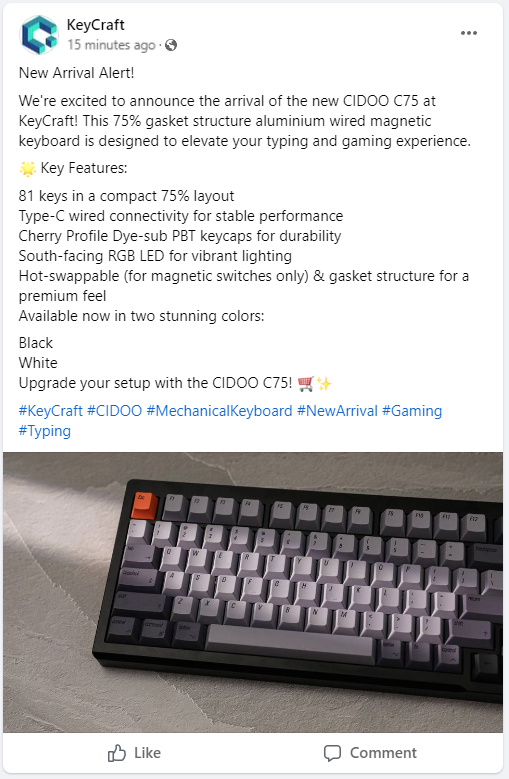 KeyCraft
15 minutes ago ·
New Arrival Alert!
We're excited to announce the arrival of the new CIDOO C75 at
KeyCraft! This 75% gasket structure aluminium wired magnetic
keyboard is designed to elevate your typing and gaming experience.
🌟 Key Features:
81 keys in a compact 75% layout
Type-C wired connectivity for stable performance
Cherry Profile Dye-sub PBT keycaps for durability
South-facing RGB LED for vibrant lighting
Hot-swappable (for magnetic switches only) & gasket structure for a
premium feel
Available now in two stunning colors:
Black
White
Upgrade your setup with the CIDOO C75! 🛒✨
#KeyCraft #CIDOO #MechanicalKeyboard #NewArrival #Gaming
#Typing
Like
Comment